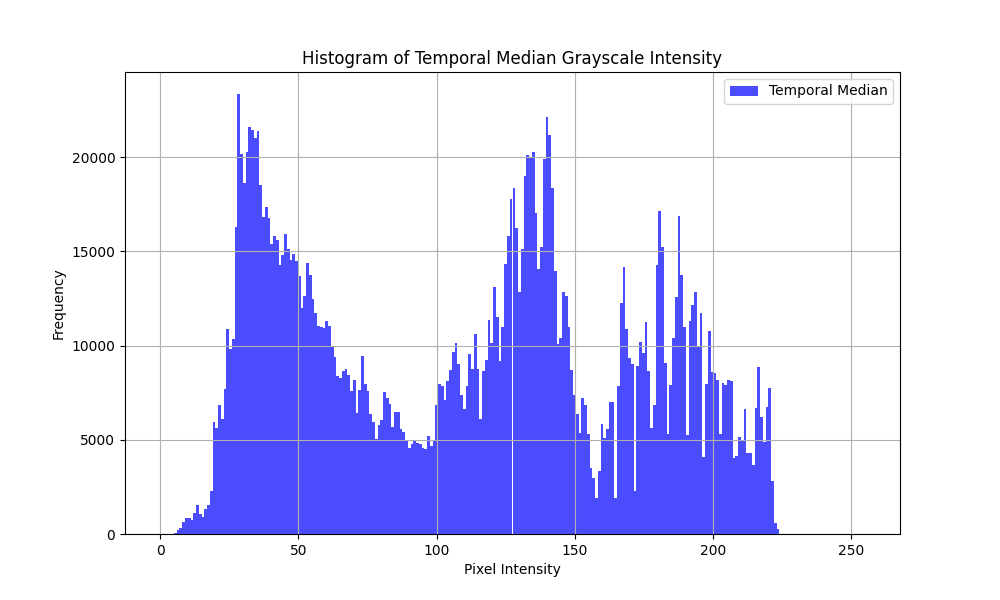 Histogram of Temporal Median Grayscale Intensity
Temporal Median
Frequency
20000
15000
10000
5000
0
0 50 100 150 200 250
Pixel Intensity